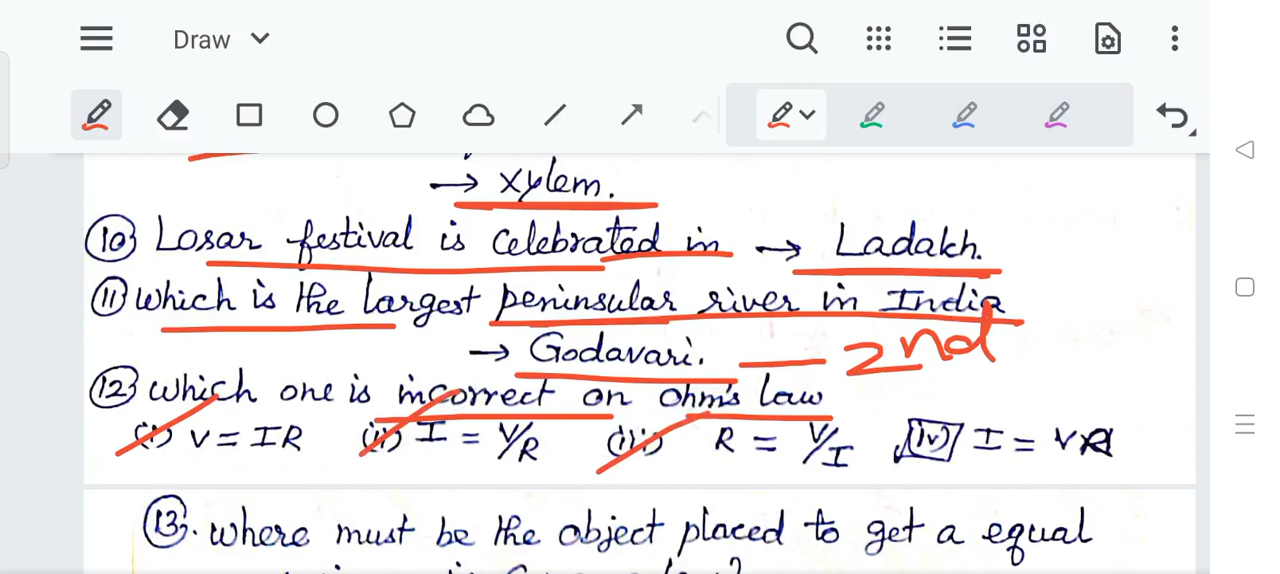 Draw
→ xylem.
(10) Losar festival is celebrated in → Ladakh.
(11) which is the largest peninsular river in India
→ Godavari. — 2nd
(12) which one is incorrect on ohm's law
(i) V = IR (ii) I = V/R (iii) R = V/I (iv) I = VR
(13). where must be the object placed to get a equal